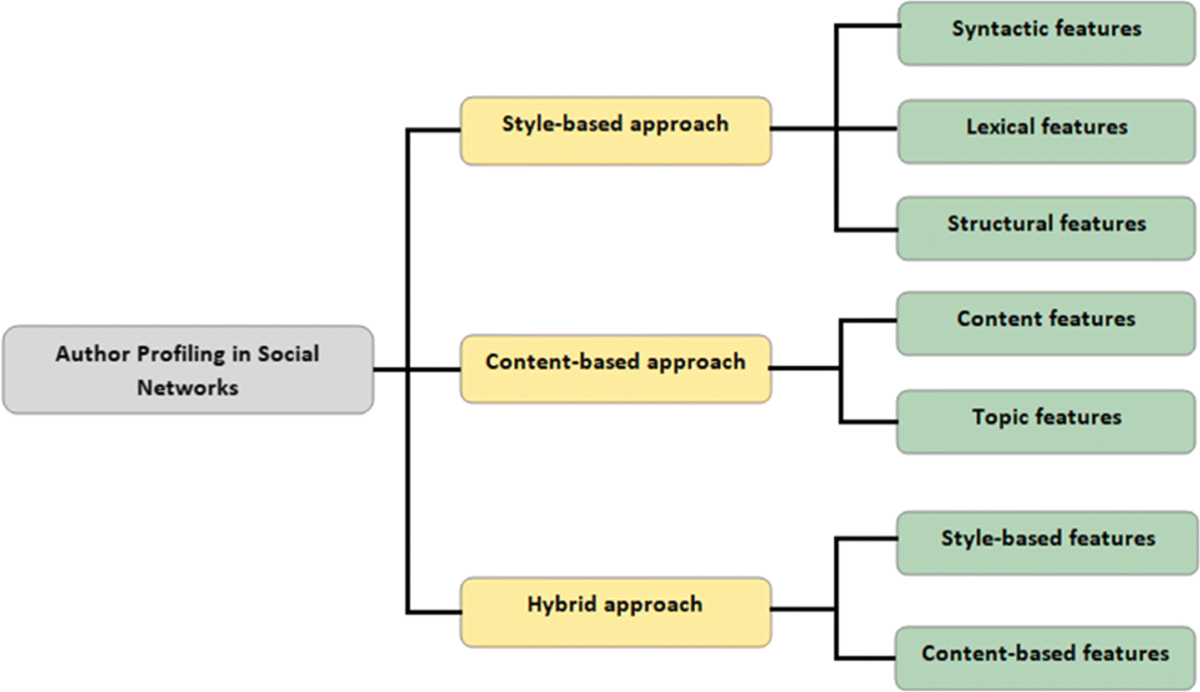 Author Profiling in Social
Networks
Style-based approach
Syntactic features
Lexical features
Structural features
Content-based approach
Content features
Topic features
Hybrid approach
Style-based features
Content-based features